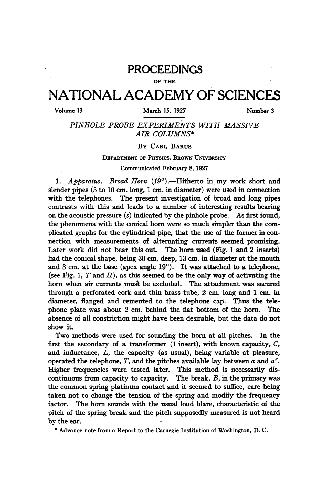 PROCEEDINGS
OF THE
NATIONAL ACADEMY OF SCIENCES
Volume 13 March 15, 1927 Number 3
PINHOLE PROBE EXPERIMENTS WITH MASSIVE
AIR COLUMNS*
BY CARL BARUS
DEPARTMENT OF PHYSICS, BROWN UNIVERSITY
Communicated February 8, 1927
1. Apparatus. Broad Horn (19°).—Hitherto in my work short and
slender pipes (5 to 10 cm. long, 1 cm. in diameter) were used in connection
with the telephones. The present investigation of broad and long pipes
contrasts with this and leads to a number of interesting results bearing
on the acoustic pressure (s) indicated by the pinhole probe. As first found,
the phenomena with the conical horn were so much simpler than the com-
plicated graphs for the cylindrical pipe, that the use of the former in con-
nection with measurements of alternating currents seemed promising.
Later work did not bear this out. The horn used (Fig. 1 and 2 inserts)
had the conical shape, being 30 cm. deep, 13 cm. in diameter at the mouth
and 3 cm. at the base (apex angle 19°). It was attached to a telephone,
(see Fig. 1, T and H), as this seemed to be the only way of activating the
horn when air currents must be excluded. The attachment was secured
through a perforated cork and thin brass tube, 2 cm. long and 1 cm. in
diameter, flanged and cemented to the telephone cap. Thus the tele-
phone plate was about 2 cm. behind the flat bottom of the horn. The
absence of all constriction might have been desirable, but the data do not
show it.
Two methods were used for sounding the horn at all pitches. In the
first the secondary of a transformer (1 insert), with known capacity, C,
and inductance, L, the capacity (as usual), being variable at pleasure,
operated the telephone, T, and the pitches available lay between a and a″.
Higher frequencies were tested later. This method is necessarily dis-
continuous from capacity to capacity. The break, B, in the primary was
the common spring platinum contact and it seemed to suffice, care being
taken not to change the tension of the spring and modify the frequency
factor. The horn sounds with the usual loud blare, characteristic of the
pitch of the spring break and the pitch supposedly measured is not heard
by the ear.
* Advance note from a Report to the Carnegie Institution of Washington, D. C.